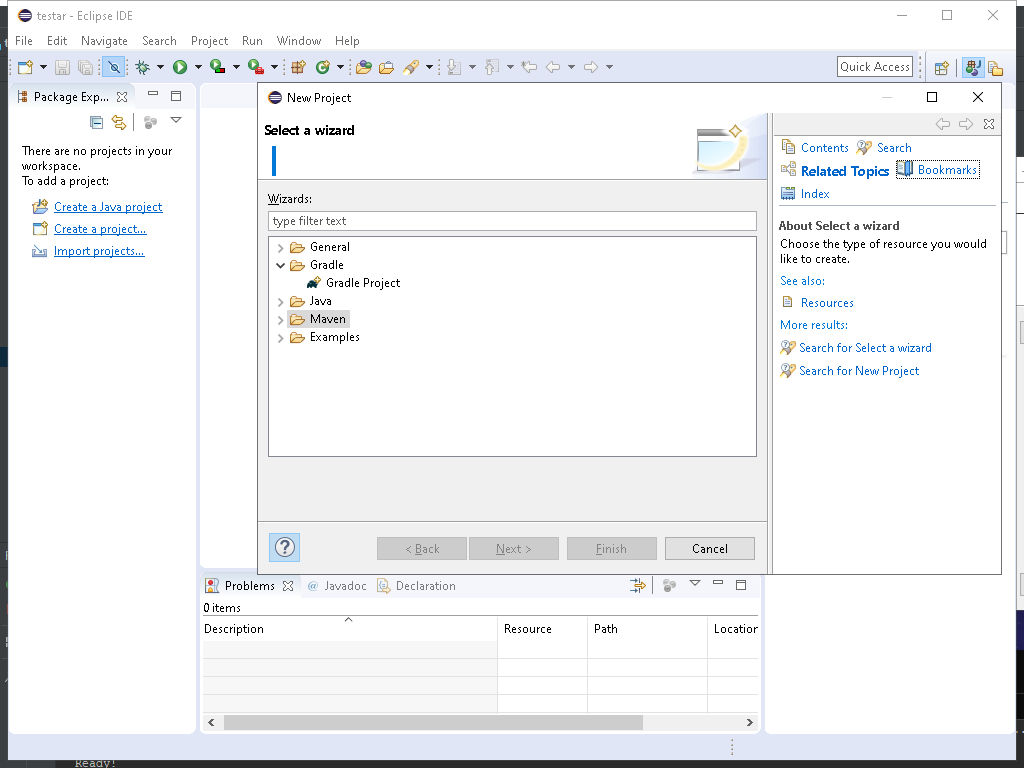 testar - Eclipse IDE
File Edit Navigate Search Project Run Window Help
Quick Access
Package Exp...
There are no projects in your
workspace.
To add a project:
Create a Java project
Create a project...
Import projects...
New Project
Select a wizard
Wizards:
type filter text
General
Gradle
Gradle Project
Java
Maven
Examples
? < Back Next > Finish Cancel
Contents Search
Related Topics Bookmarks
Index
About Select a wizard
Choose the type of resource you would
like to create.
See also:
Resources
More results:
Search for Select a wizard
Search for New Project
Problems @ Javadoc Declaration
0 items
Description Resource Path Location
Ready!